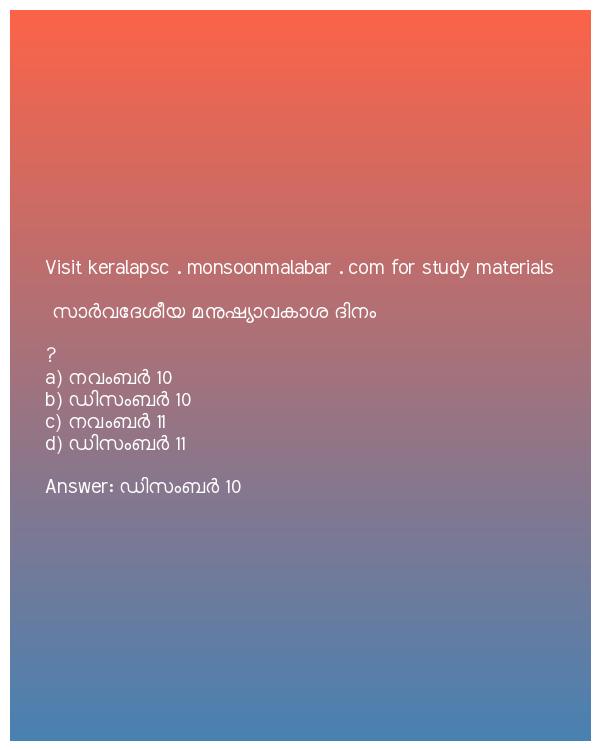 Visit keralapsc . monsoonmalabar . com for study materials
സാർവദേശീയ മനുഷ്യാവകാശ ദിനം
?
a) നവംബർ 10
b) ഡിസംബർ 10
c) നവംബർ 11
d) ഡിസംബർ 11
Answer: ഡിസംബർ 10